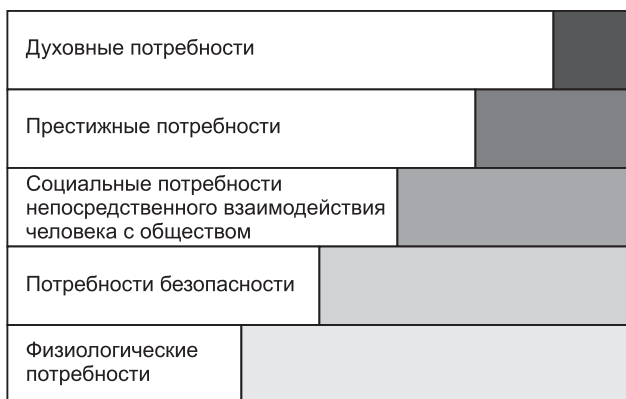 Духовные потребности
Престижные потребности
Социальные потребности
непосредственного взаимодействия
человека с обществом
Потребности безопасности
Физиологические
потребности